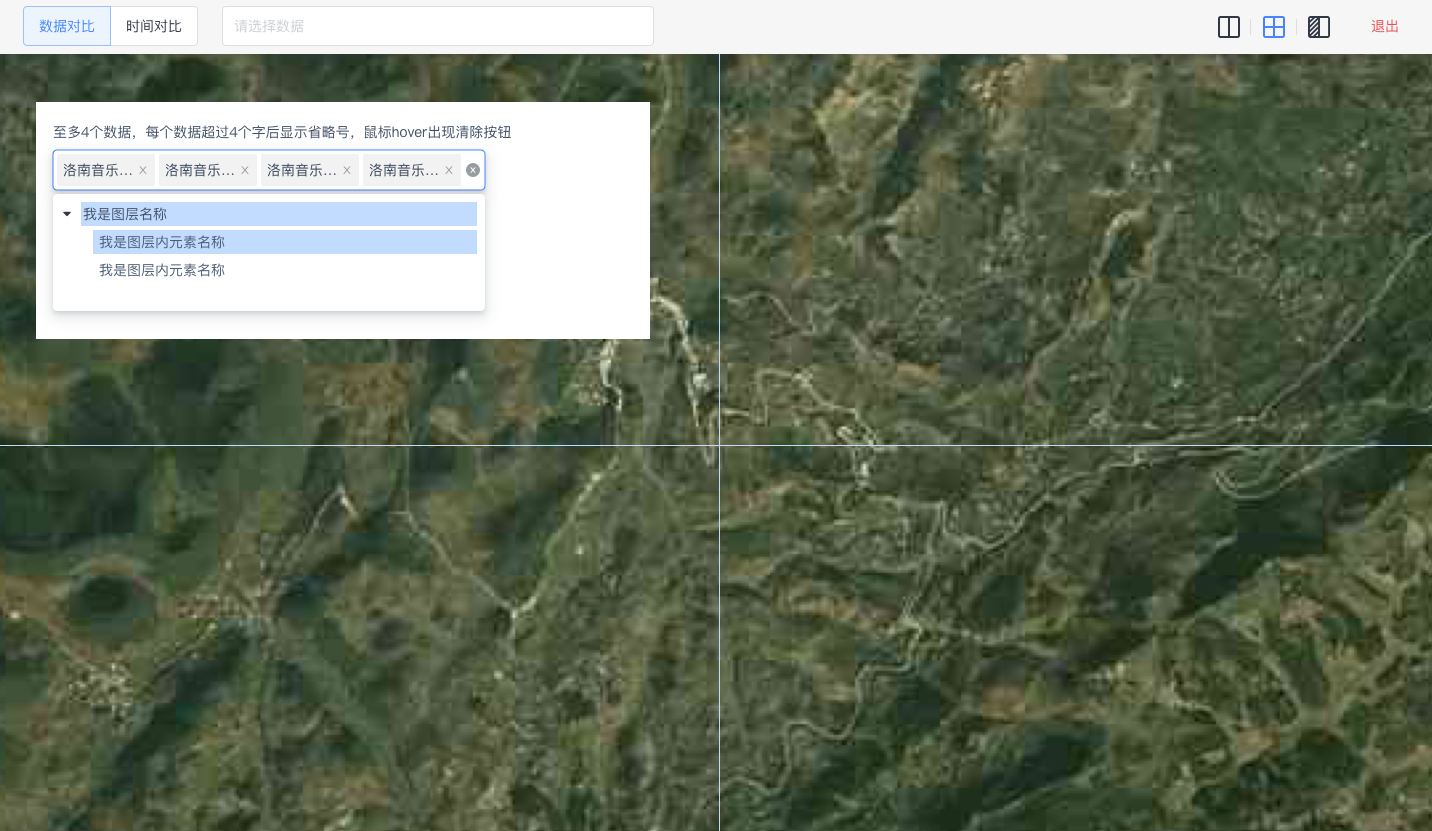 数据对比 时间对比 请选择数据 退出
至多4个数据，每个数据超过4个字后显示省略号，鼠标hover出现清除按钮
洛南音乐... 洛南音乐... 洛南音乐... 洛南音乐...
我是图层名称
我是图层内元素名称
我是图层内元素名称